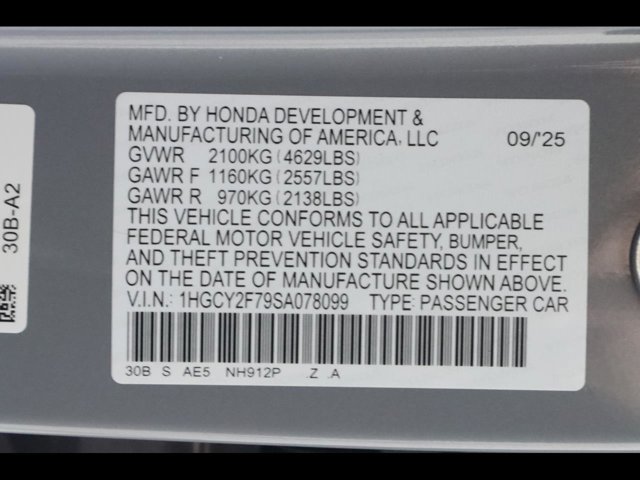 MFD. BY HONDA DEVELOPMENT &
MANUFACTURING OF AMERICA, LLC 09/'25
GVWR 2100KG (4629LBS)
GAWR F 1160KG (2557LBS)
GAWR R 970KG (2138LBS)
THIS VEHICLE CONFORMS TO ALL APPLICABLE
FEDERAL MOTOR VEHICLE SAFETY, BUMPER,
AND THEFT PREVENTION STANDARDS IN EFFECT
ON THE DATE OF MANUFACTURE SHOWN ABOVE.
V.I.N.: 1HGCY2F79SA078099 TYPE: PASSENGER CAR
30B S AE5 NH912P .Z .A
30B-A2